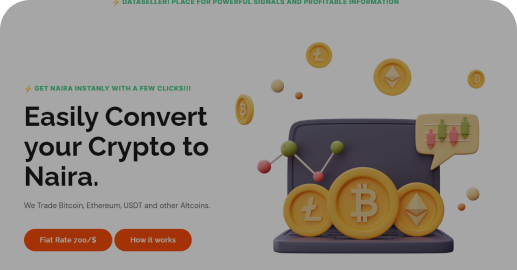 ⚡ DATASELLER! PLACE FOR POWERFUL SIGNALS AND PROFITABLE INFORMATION
⚡ GET NAIRA INSTANLY WITH A FEW CLICKS!!!
Easily Convert
your Crypto to
Naira.
We Trade Bitcoin, Ethereum, USDT and other Altcoins.
Fiat Rate 700/$ How it works